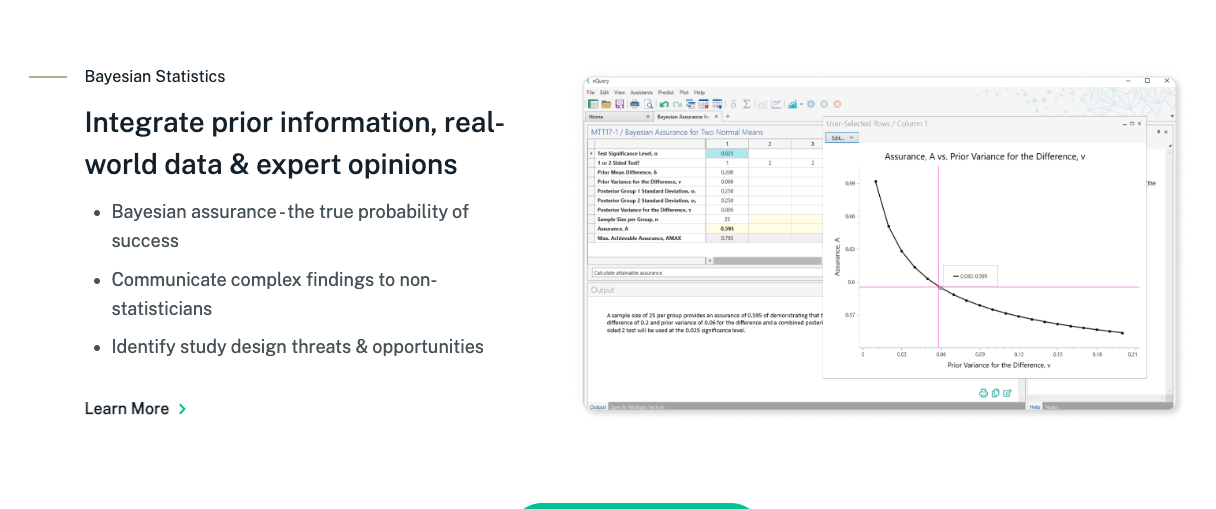 Bayesian Statistics
Integrate prior information, real-
world data & expert opinions
Bayesian assurance - the true probability of
success
Communicate complex findings to non-
statisticians
Identify study design threats & opportunities
Learn More
nQuery
File Edit View Assistants Predict Plot Help
Home
Bayesian Assurance fo
MTT17-1 / Bayesian Assurance for Two Normal Means
1 2 3
Test Significance Level, α 0.025
1 or 2 Sided Test? 1 2 2
Prior Mean Difference, δ 0.200
Prior Variance for the Difference, v 0.060
Posterior Group 1 Standard Deviation, 0.250
Posterior Group 2 Standard Deviation, 0.250
Posterior Variance for the Difference, v 0.005
Sample Size per Group, n 25
Assurance, A 0.595
Max. Achievable Assurance, AMAX
Calculate attainable assurance
Output
A sample size of 25 per group provides an assurance of 0.595 of demonstrating that t
difference of 0.2 and prior variance of 0.06 for the difference and a combined posteri
sided Z test will be used at the 0.025 significance level.
Output Specify Multiple Factors
User-Selected Rows / Column 1
Edit...
Assurance, A vs. Prior Variance for the Difference, v
Assurance, A
0.69
0.66
0.63
0.6
0.57
0.060: 0.595
0 0.03 0.06 0.09 0.12 0.15 0.18 0.21
Prior Variance for the Difference, v
the
Help Notes